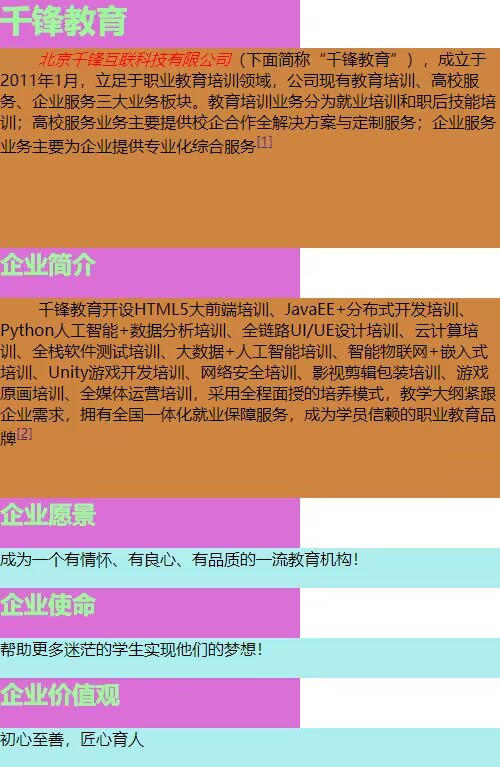 千锋教育
北京千锋互联科技有限公司（下面简称“千锋教育”），成立于
2011年1月，立足于职业教育培训领域，公司现有教育培训、高校服
务、企业服务三大业务板块。教育培训业务分为就业培训和职后技能培
训；高校服务业务主要提供校企合作全解决方案与定制服务；企业服务
业务主要为企业提供专业化综合服务[1]
企业简介
千锋教育开设HTML5大前端培训、JavaEE+分布式开发培训、
Python人工智能+数据分析培训、全链路UI/UE设计培训、云计算培
训、全栈软件测试培训、大数据+人工智能培训、智能物联网+嵌入式
培训、Unity游戏开发培训、网络安全培训、影视剪辑包装培训、游戏
原画培训、全媒体运营培训，采用全程面授的培养模式，教学大纲紧跟
企业需求，拥有全国一体化就业保障服务，成为学员信赖的职业教育品
牌[2]
企业愿景
成为一个有情怀、有良心、有品质的一流教育机构！
企业使命
帮助更多迷茫的学生实现他们的梦想！
企业价值观
初心至善，匠心育人